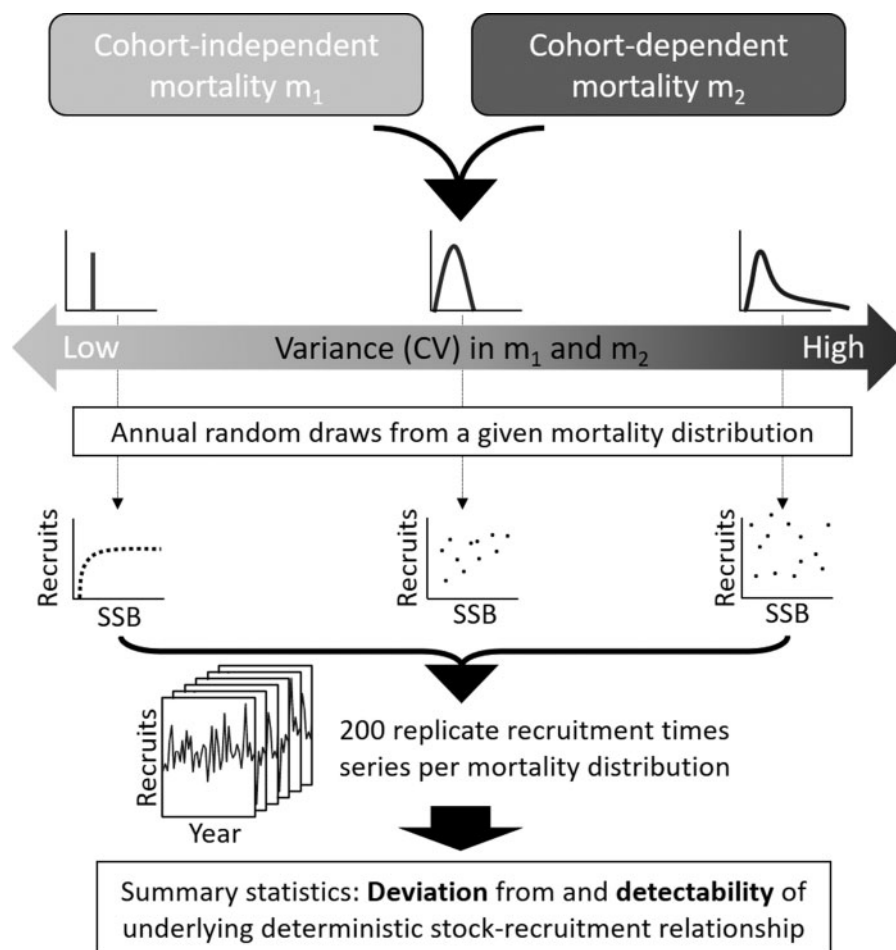 Cohort-independent
mortality m₁
Cohort-dependent
mortality m₂
Low
Variance (CV) in m₁ and m₂
High
Annual random draws from a given mortality distribution
Recruits
SSB
Recruits
SSB
Recruits
SSB
Recruits
Year
200 replicate recruitment times
series per mortality distribution
Summary statistics: Deviation from and detectability of
underlying deterministic stock-recruitment relationship